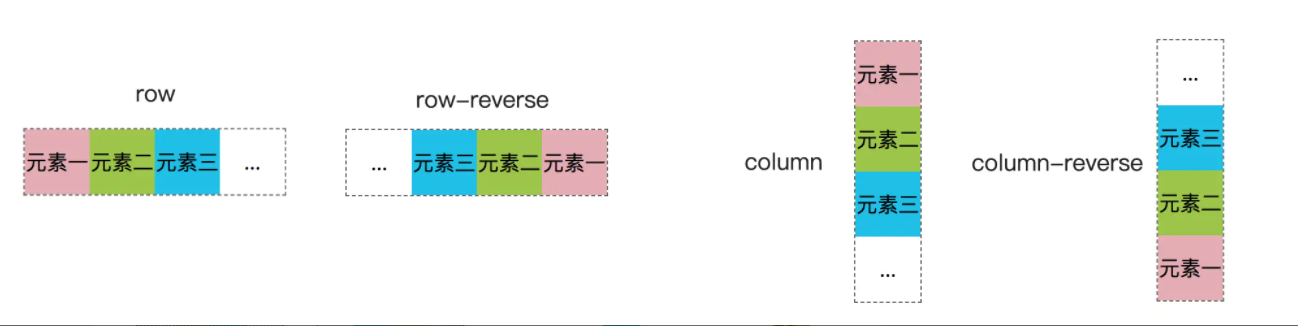 row
元素一 元素二 元素三 ...
row-reverse
... 元素三 元素二 元素一
column
元素一
元素二
元素三
...
column-reverse
...
元素三
元素二
元素一